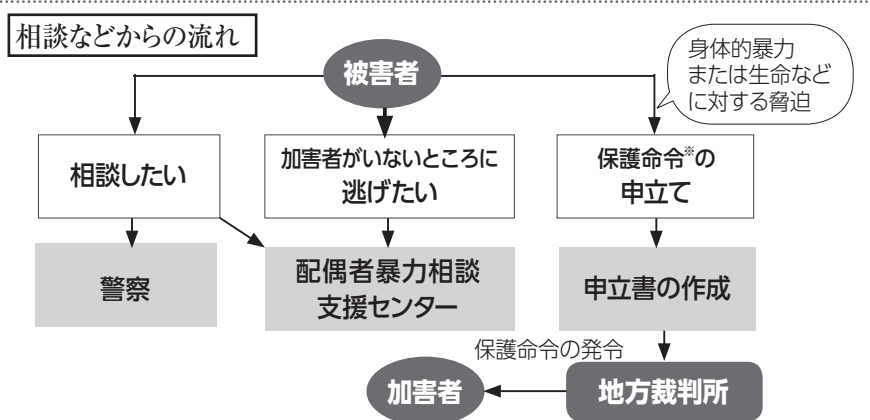 相談などからの流れ
被害者
身体的暴力
または生命など
に対する脅迫
相談したい
加害者がいないところに
逃げたい
保護命令※の
申立て
警察
配偶者暴力相談
支援センター
申立書の作成
保護命令の発令
加害者
地方裁判所